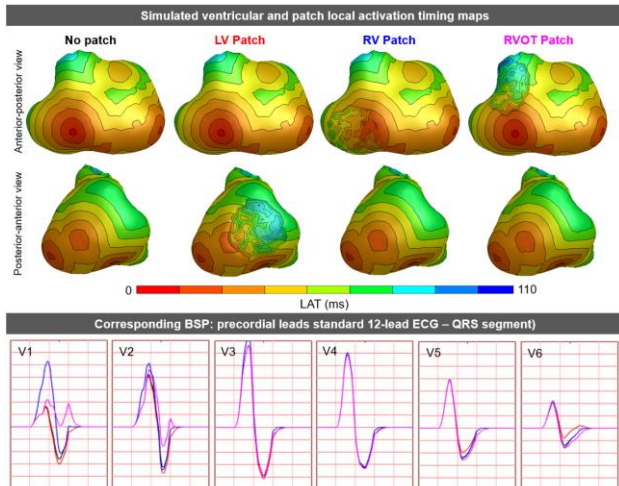 Simulated ventricular and patch local activation timing maps
No patch LV Patch RV Patch RVOT Patch
Anterior-posterior view
Posterior-anterior view
0 110
LAT (ms)
Corresponding BSP: precordial leads standard 12-lead ECG – QRS segment)
V1 V2 V3 V4 V5 V6